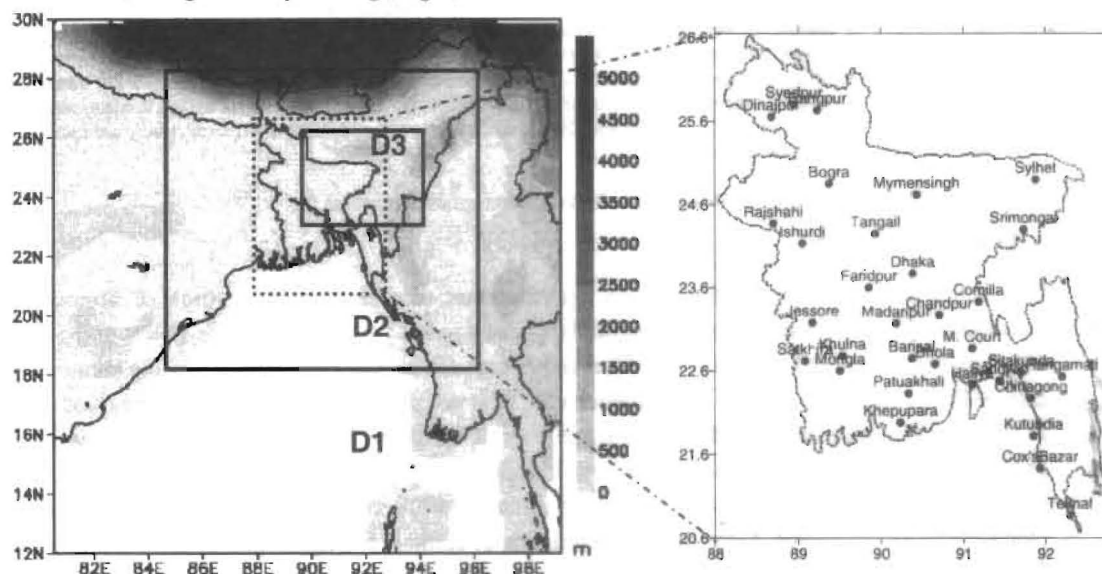 30N
28N
26N
24N
22N
20N
18N
16N
14N
12N
82E 84E 86E 88E 90E 92E 94E 96E 98E
D3
D2
D1
5000
4500
4000
3500
3000
2500
2000
1500
1000
500
0
m
26.6
25.6
24.6
23.6
22.6
21.6
20.6
88 89 90 91 92
Syedpur
Dinajpur Rangpur
Bogra
Mymensingh
Sylhet
Rajshahi
Ishurdi
Tangail
Srimongal
Dhaka
Faridpur
Comilla
Chandpur
Jessore
Madaripur
M. Court
Khulna
Satkhira
Mongla
Barisal
Bhola
Sitakunda
Rangamati
Patuakhali
Chittagong
Khepupara
Kutubdia
Cox'sBazar
Teknaf